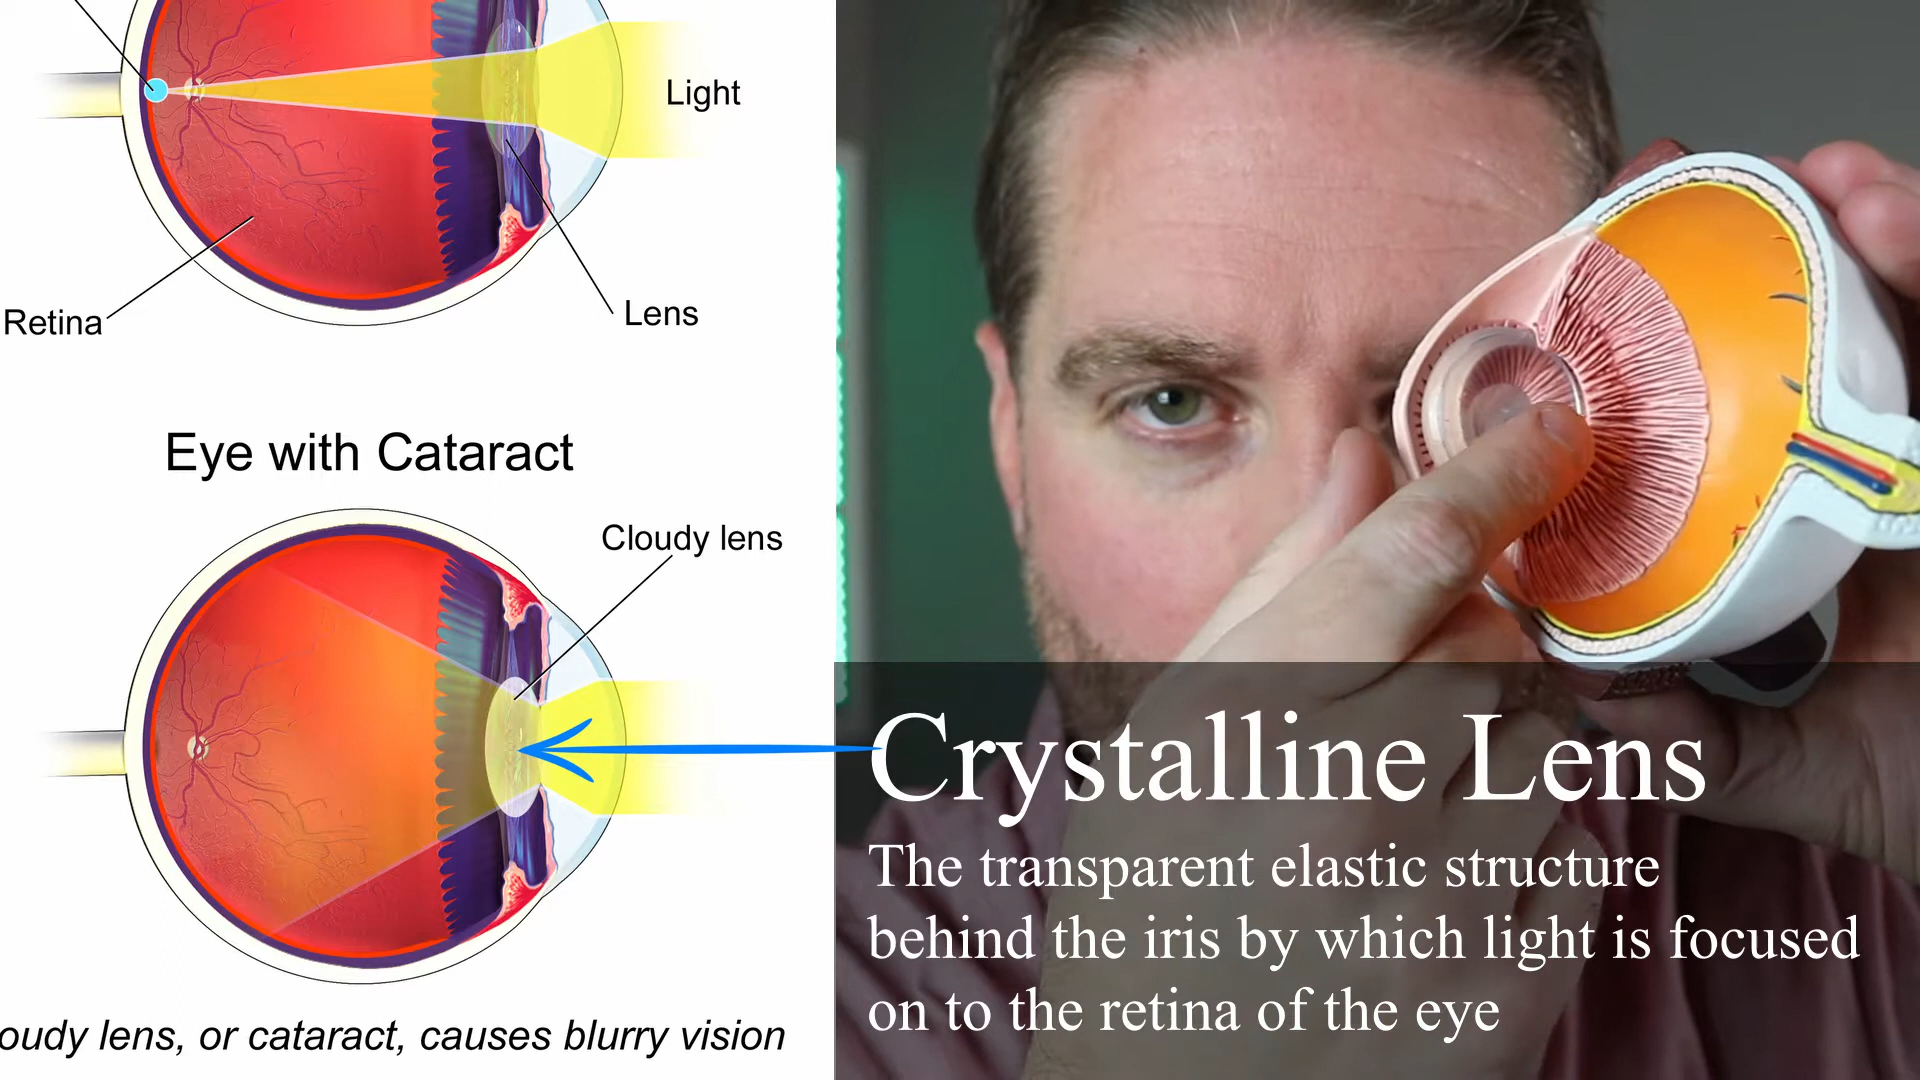 Light
Retina
Lens
Eye with Cataract
Cloudy lens
oudy lens, or cataract, causes blurry vision
Crystalline Lens
The transparent elastic structure
behind the iris by which light is focused
on to the retina of the eye